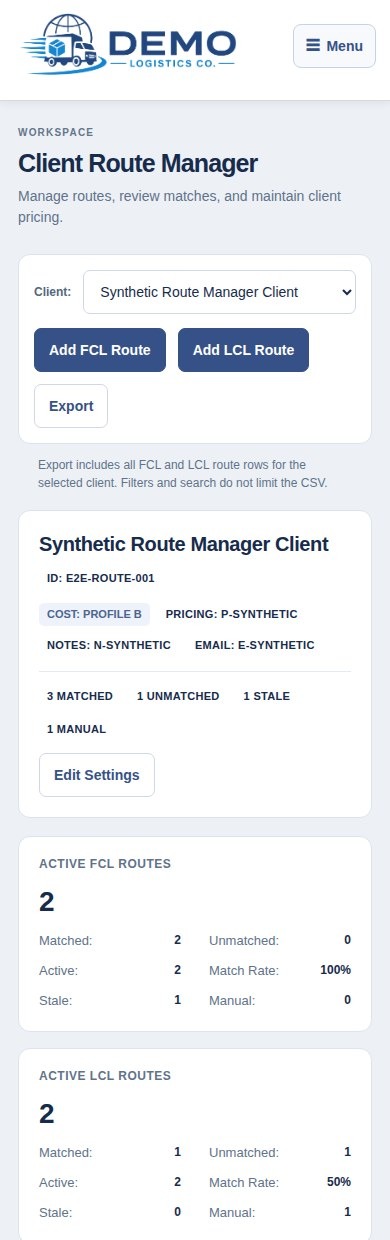 DEMO
LOGISTICS CO.
Menu
WORKSPACE
Client Route Manager
Manage routes, review matches, and maintain client
pricing.
Client: Synthetic Route Manager Client
Add FCL Route Add LCL Route
Export
Export includes all FCL and LCL route rows for the
selected client. Filters and search do not limit the CSV.
Synthetic Route Manager Client
ID: E2E-ROUTE-001
COST: PROFILE B PRICING: P-SYNTHETIC
NOTES: N-SYNTHETIC EMAIL: E-SYNTHETIC
3 MATCHED 1 UNMATCHED 1 STALE
1 MANUAL
Edit Settings
ACTIVE FCL ROUTES
2
Matched: 2 Unmatched: 0
Active: 2 Match Rate: 100%
Stale: 1 Manual: 0
ACTIVE LCL ROUTES
2
Matched: 1 Unmatched: 1
Active: 2 Match Rate: 50%
Stale: 0 Manual: 1